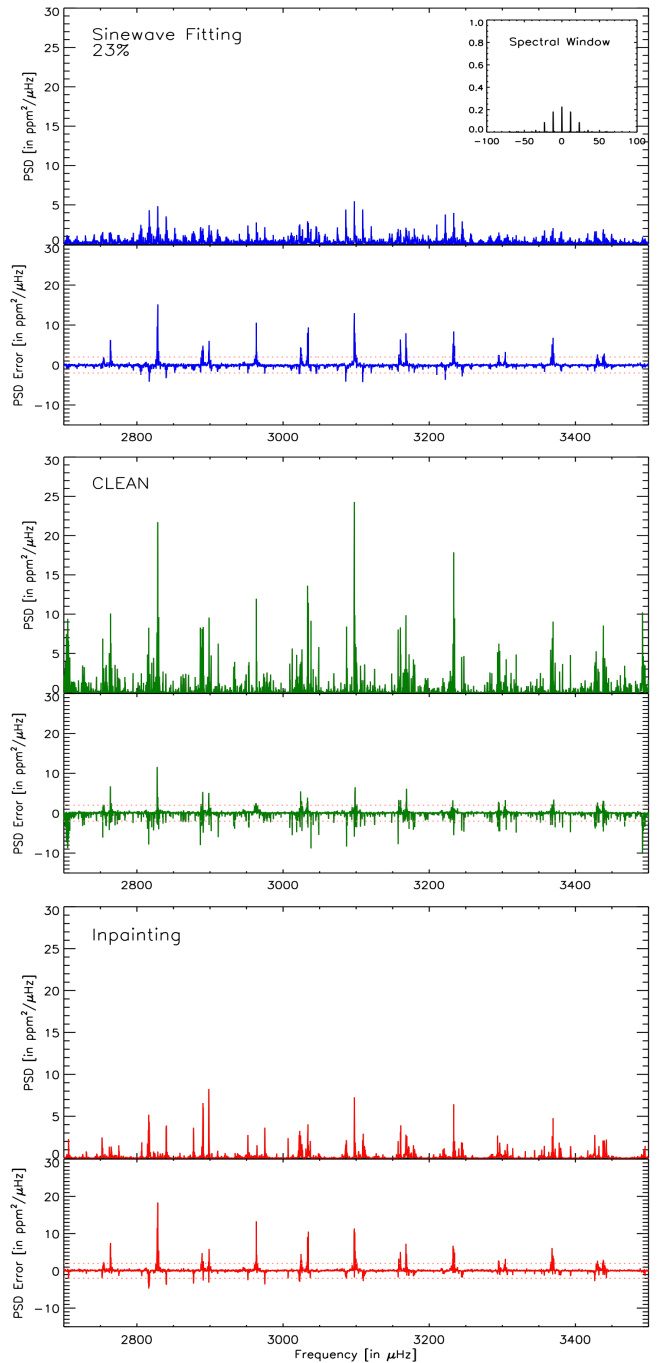 30
Sinewave Fitting
23%
25
20
15
10
5
0
PSD [in ppm²/μHz]
1.0
0.8
0.6
0.4
0.2
0.0
Spectral Window
-100 -50 0 50 100
30
20
10
0
-10
PSD Error [in ppm²/μHz]
2800 3000 3200 3400
30
CLEAN
25
20
15
10
5
0
PSD [in ppm²/μHz]
30
20
10
0
-10
PSD Error [in ppm²/μHz]
2800 3000 3200 3400
30
Inpainting
25
20
15
10
5
0
PSD [in ppm²/μHz]
30
20
10
0
-10
PSD Error [in ppm²/μHz]
2800 3000 3200 3400
Frequency [in μHz]